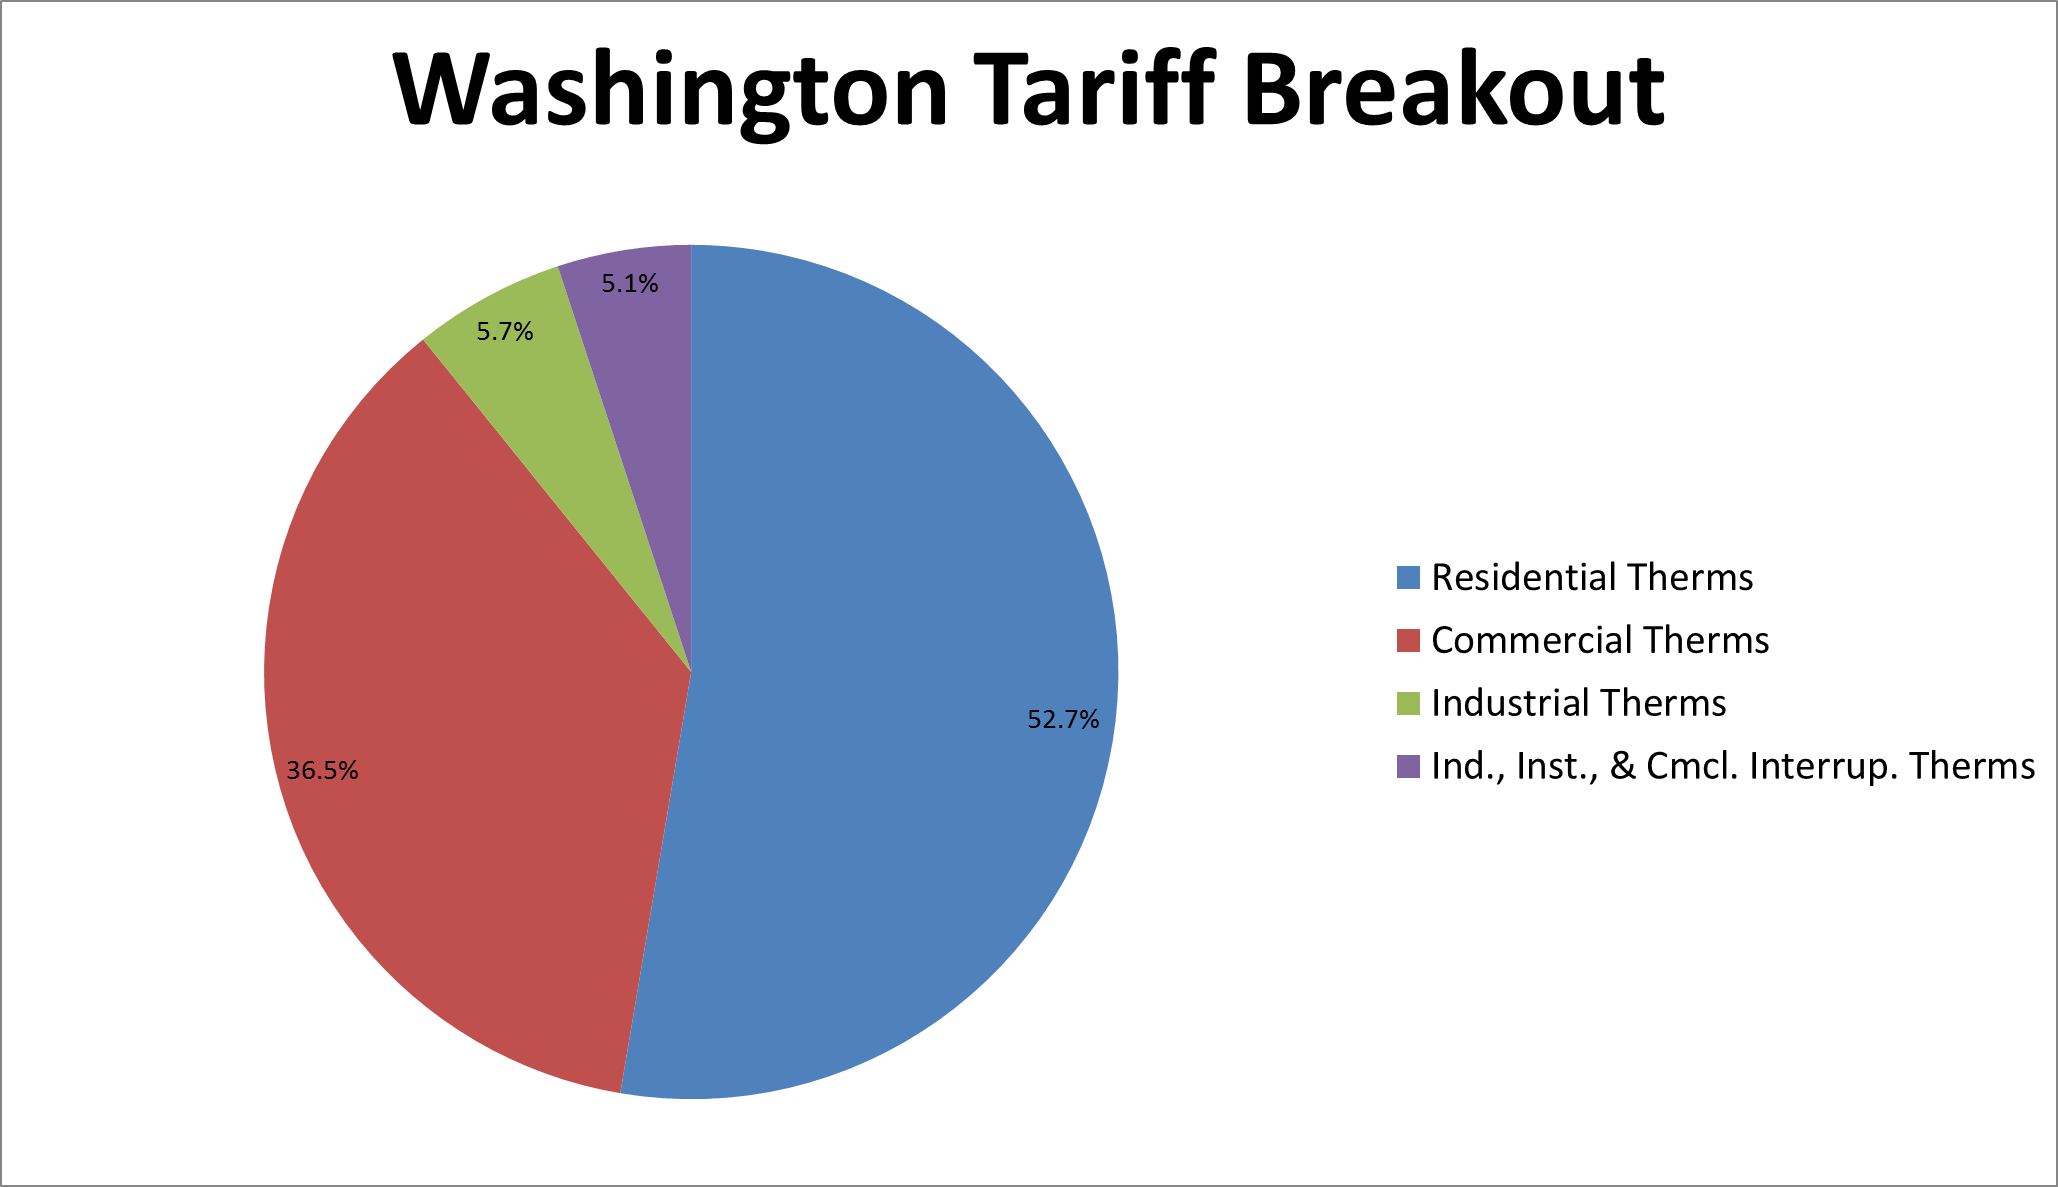 Washington Tariff Breakout
5.1%
5.7%
52.7%
36.5%
Residential Therms
Commercial Therms
Industrial Therms
Ind., Inst., & Cmcl. Interrup. Therms